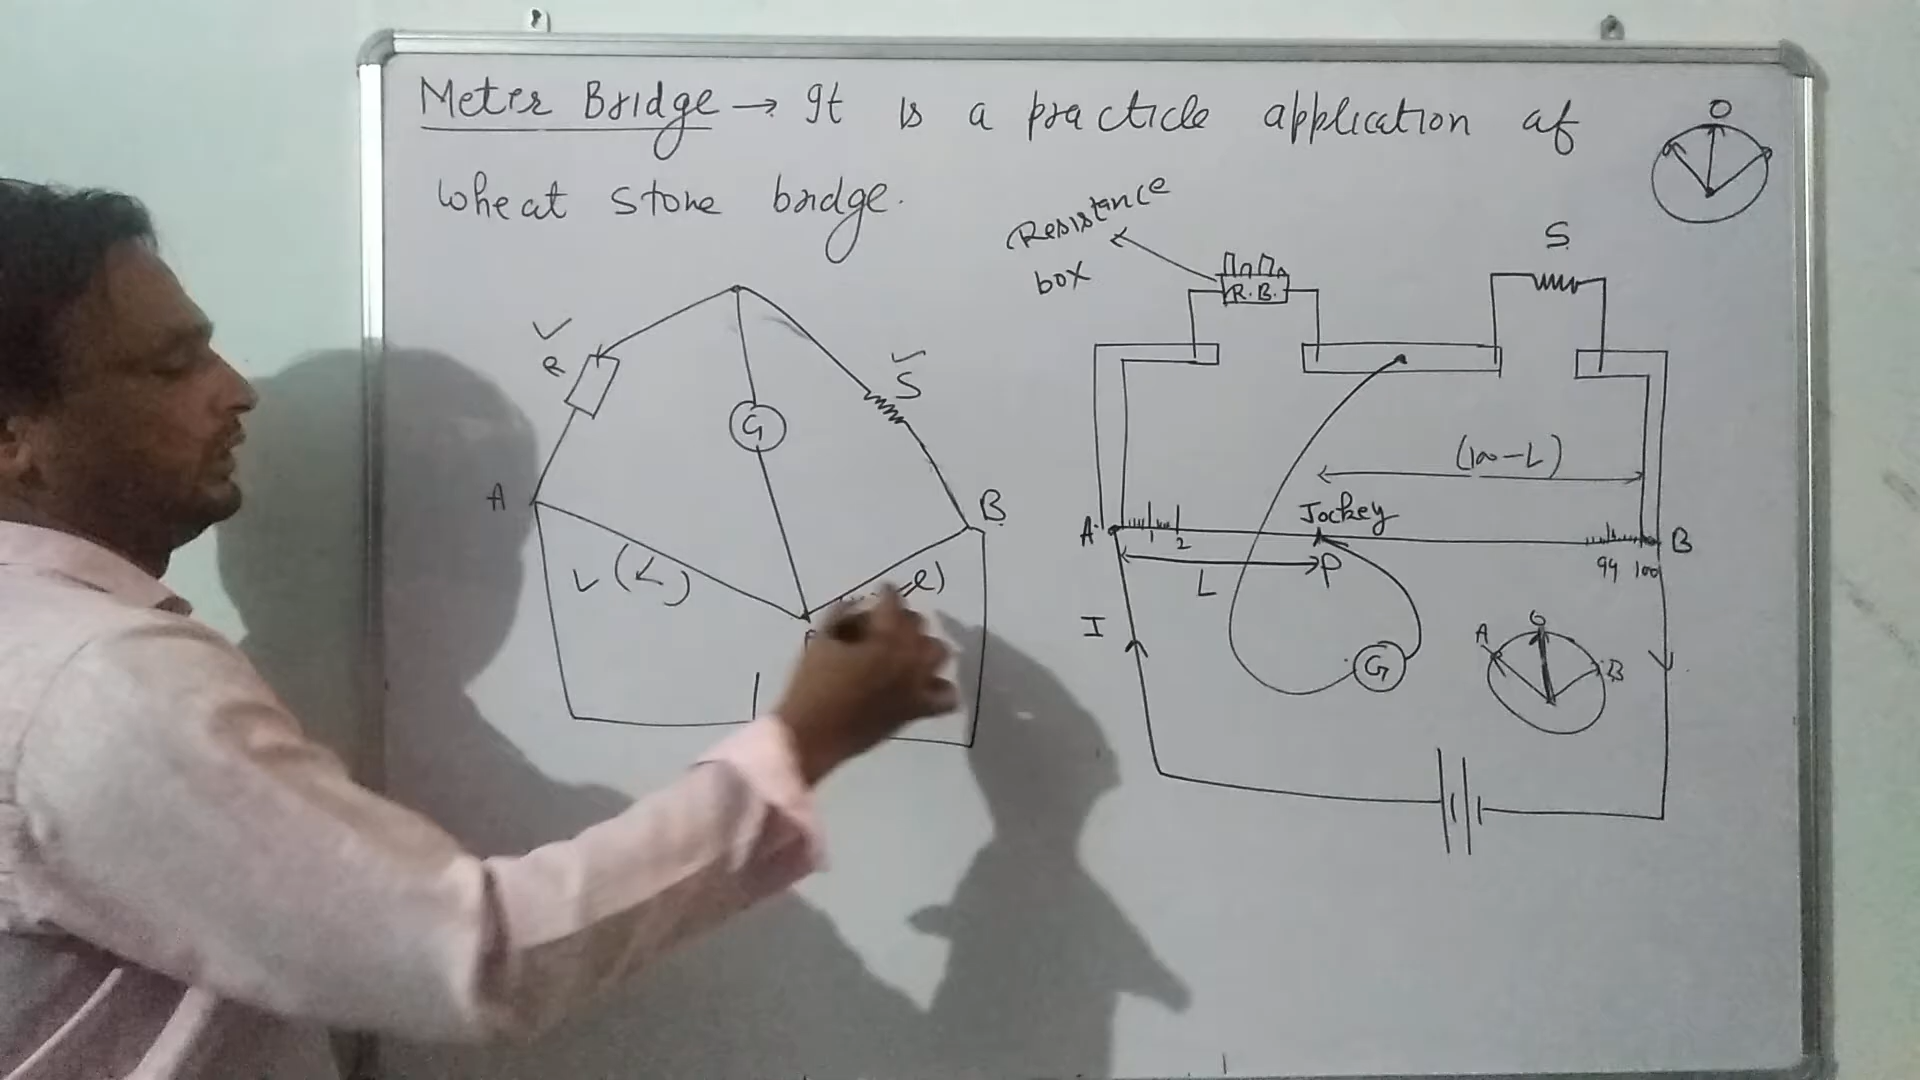 Meter Bridge → It is a practicle application of
wheat stone bridge.
O
Resistance
box
R.B.
S
R
S
G
A
B
L (L)
(100-L)
Jockey
A
1
2
99 100
B
L
P
I
G
A
O
B